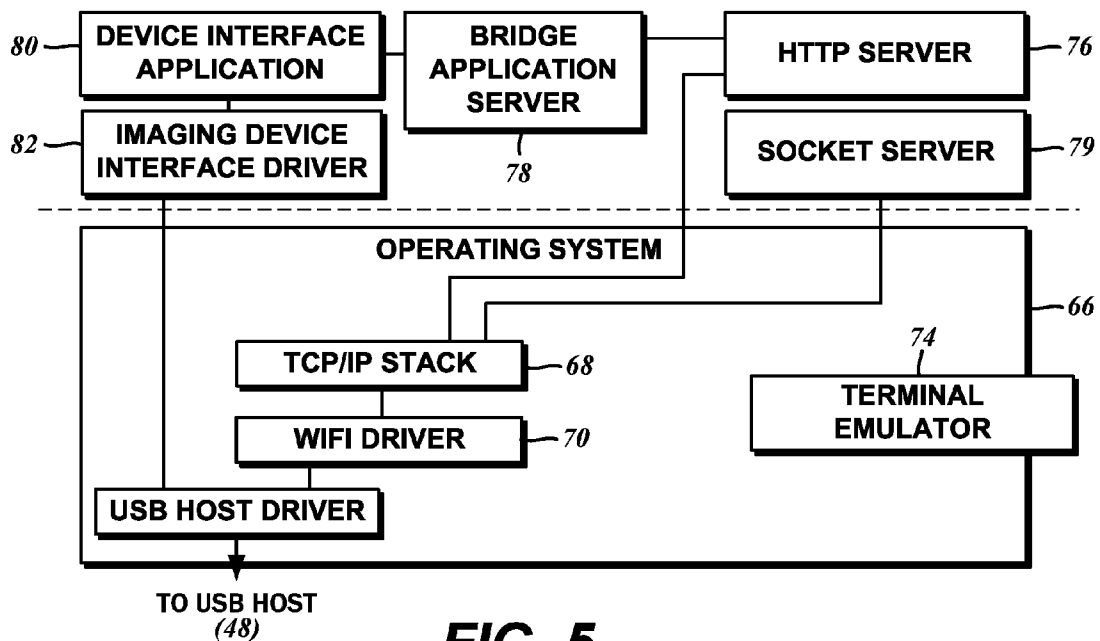 80
DEVICE INTERFACE
APPLICATION
BRIDGE
APPLICATION
SERVER
78
HTTP SERVER
76
82
IMAGING DEVICE
INTERFACE DRIVER
SOCKET SERVER
79
OPERATING SYSTEM
66
TCP/IP STACK
68
74
TERMINAL
EMULATOR
WIFI DRIVER
70
USB HOST DRIVER
TO USB HOST
(48)
FIG. 5